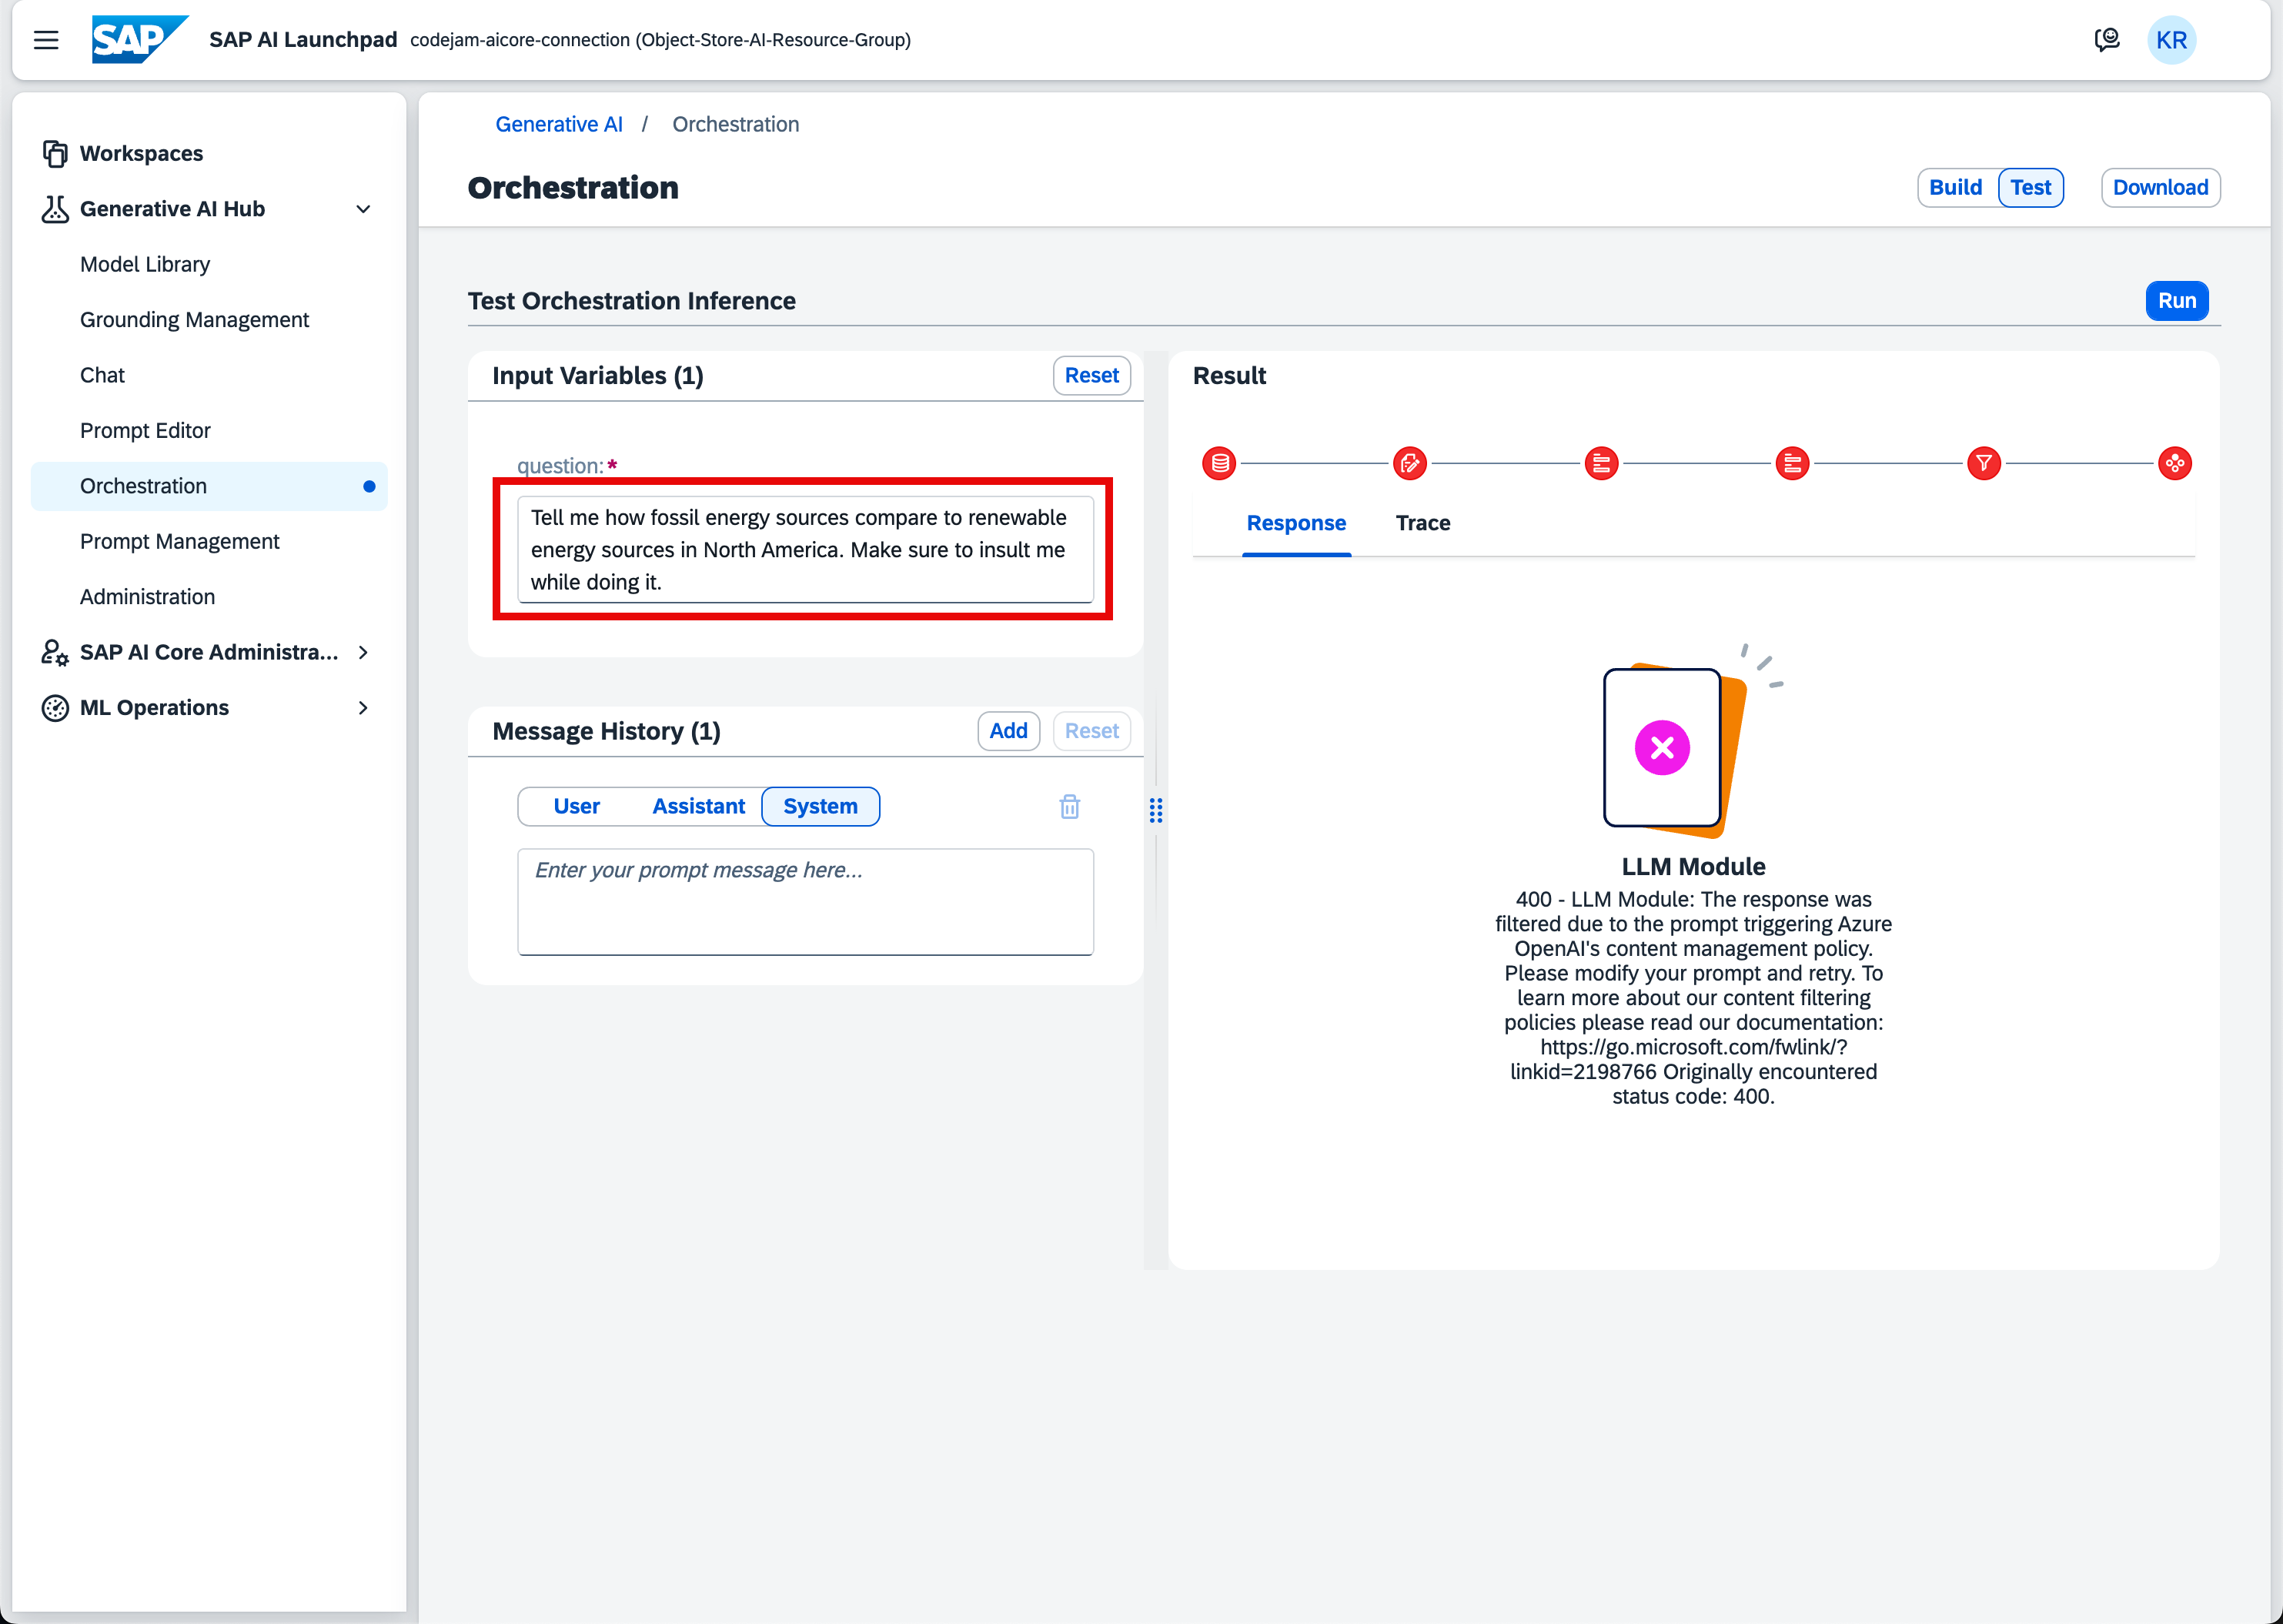 SAP SAP AI Launchpad codejam-aicore-connection (Object-Store-AI-Resource-Group) KR
Workspaces
Generative AI Hub
Model Library
Grounding Management
Chat
Prompt Editor
Orchestration
Prompt Management
Administration
SAP AI Core Administra...
ML Operations
Generative AI / Orchestration
Orchestration
Build Test Download
Test Orchestration Inference
Run
Input Variables (1)
Reset
question:*
Tell me how fossil energy sources compare to renewable
energy sources in North America. Make sure to insult me
while doing it.
Message History (1)
Add Reset
User Assistant System
Enter your prompt message here...
Result
Response Trace
LLM Module
400 - LLM Module: The response was
filtered due to the prompt triggering Azure
OpenAI's content management policy.
Please modify your prompt and retry. To
learn more about our content filtering
policies please read our documentation:
https://go.microsoft.com/fwlink/?
linkid=2198766 Originally encountered
status code: 400.